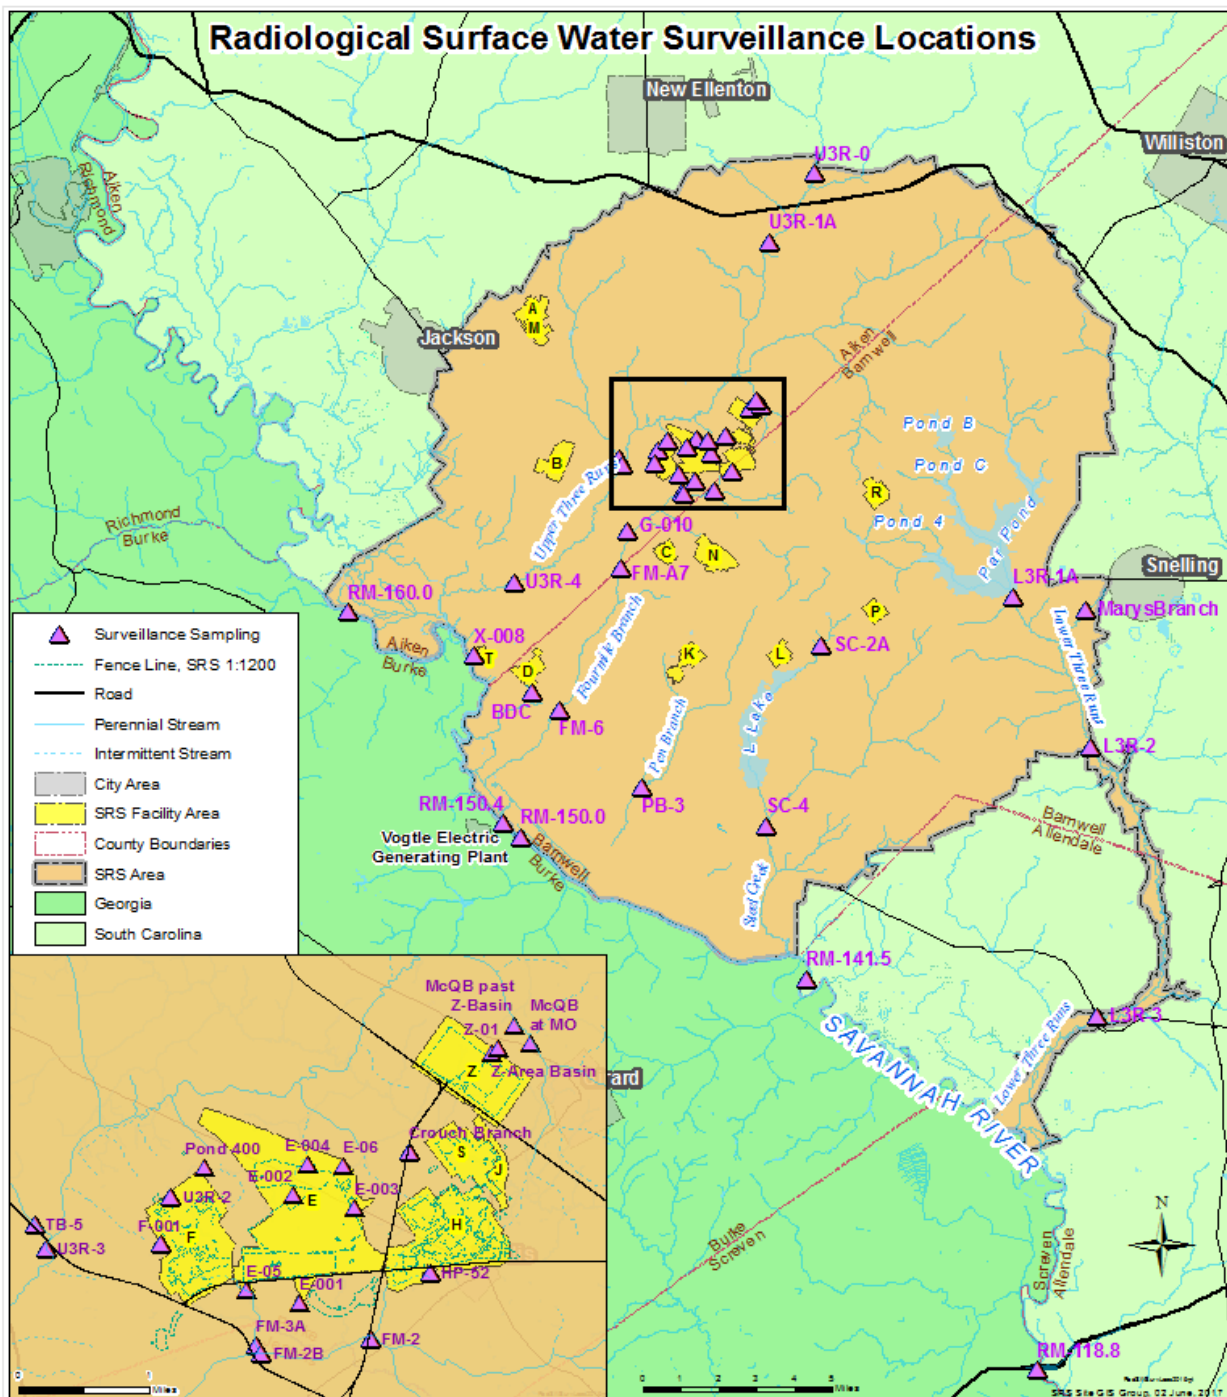 Radiological Surface Water Surveillance Locations
New Ellenton
Williston
U3R-0
Aiken
Richmond
U3R-1A
A
M
Jackson
Aiken
Barnwell
Pond B
Pond C
B
Upper Three Runs
R
Pond 4
Par Pond
Richmond
Burke
G-010
C
N
FM-A7
U3R-4
L3R-1A
Snelling
RM-160.0
P
MarysBranch
Aiken
Burke
X-008
T
D
Fourmile Branch
K
L
SC-2A
Lower Three Runs
BDC
FM-6
Pen Branch
L Lake
L3R-2
PB-3
RM-150.4
RM-150.0
SC-4
Vogtle Electric
Generating Plant
Barnwell
Burke
Barnwell
Allendale
Steel Creek
Surveillance Sampling
Fence Line, SRS 1:1200
Road
Perennial Stream
Intermittent Stream
City Area
SRS Facility Area
County Boundaries
SRS Area
Georgia
South Carolina
RM-141.5
L3R-3
SAVANNAH RIVER
Lower Three Runs
McQB past
Z-Basin
McQB
at MO
Z-01
Z
Z-Area Basin
Crouch Branch
S
J
Pond 400
E-004
E-06
E-002
E
E-003
U3R-2
F-001
F
H
TB-5
U3R-3
E-05
E-001
HP-52
FM-3A
FM-2B
FM-2
0
1
Miles
Burke
Screven
Screven
Allendale
N
RM-118.8
0 1 2 3 4 5
Miles